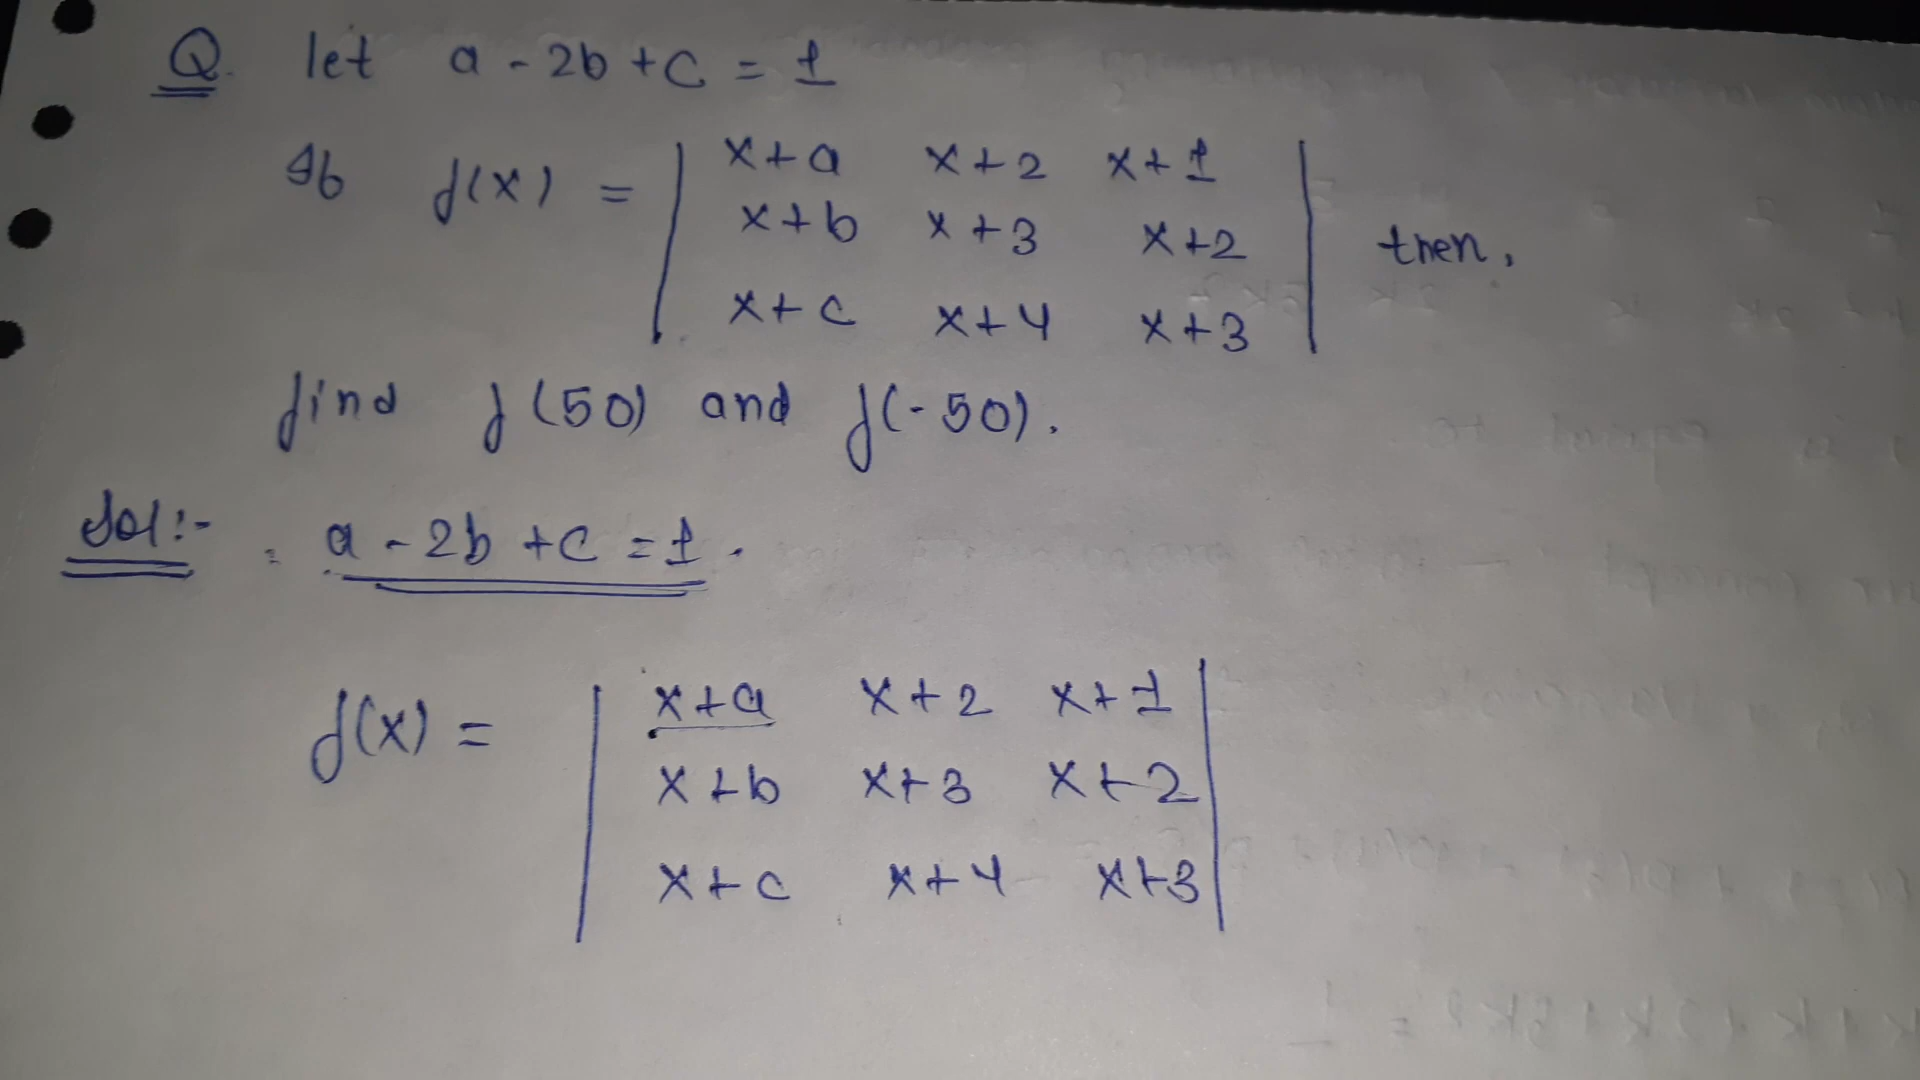 Q. let a - 2b + c = 1
If f(x) = | x+a x+2 x+1 |
| x+b x+3 x+2 | then,
| x+c x+4 x+3 |
find f(50) and f(-50).
Sol:- a - 2b + c = 1.
f(x) = | x+a x+2 x+1 |
| x+b x+3 x+2 |
| x+c x+4 x+3 |